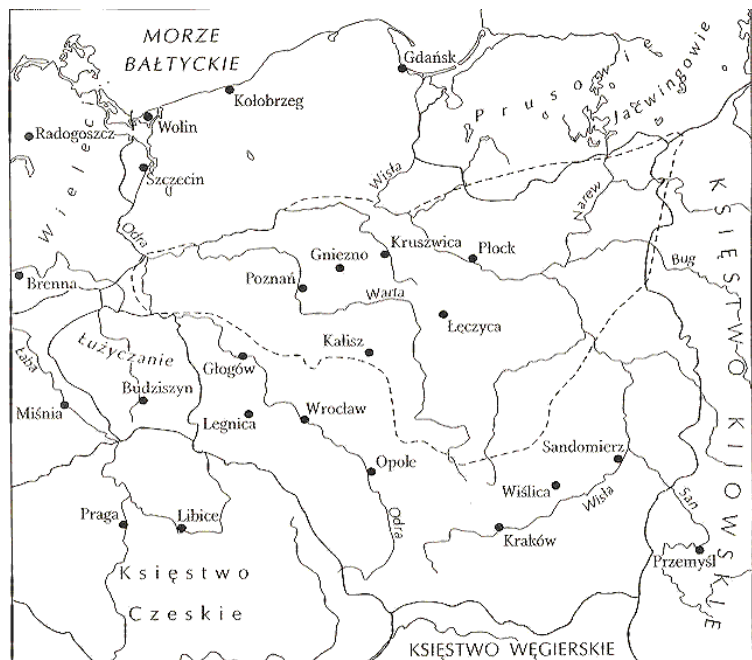 MORZE
BAŁTYCKIE
Gdańsk
Prusowie
Jaćwingowie
Kołobrzeg
Wolin
Radogoszcz
Wieleci
Szczecin
Wisła
Narew
Odra
KSIĘSTWO KIJOWSKIE
Kruszwica
Płock
Gniezno
Bug
Brenna
Poznań
Warta
Łęczyca
Kalisz
Łużyczanie
Łaba
Głogów
Budziszyn
Miśnia
Legnica
Wrocław
Sandomierz
Opole
Wiślica
Wisła
San
Praga
Libice
Odra
Kraków
Przemyśl
Księstwo
Czeskie
KSIĘSTWO WĘGIERSKIE